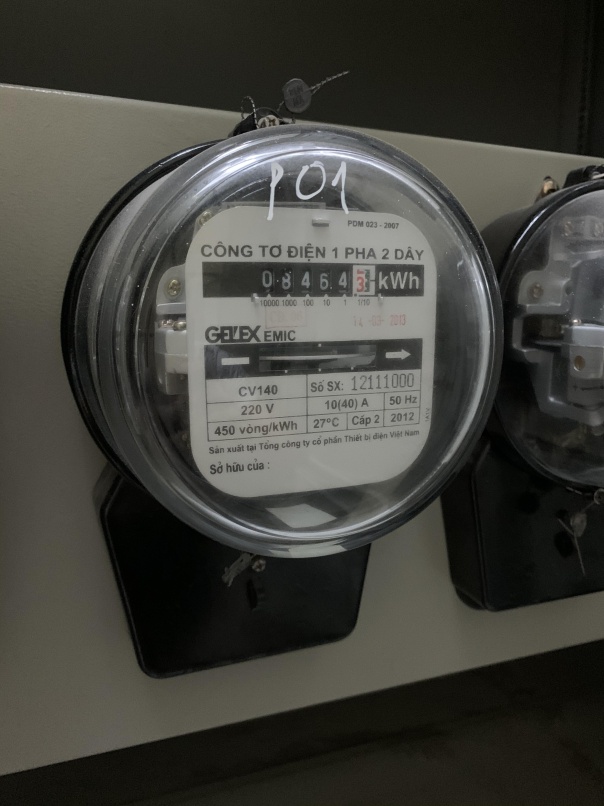 P01
PDM 023 - 2007
CÔNG TƠ ĐIỆN 1 PHA 2 DÂY
0 8 4 6 4 3 kWh
10000 1000 100 10 1 1/10
2013
GELEX EMIC
CV140 Số SX: 12111000
220 V 10(40) A 50 Hz
450 vòng/kWh 27°C Cấp 2 2012
Sản xuất tại Tổng công ty cổ phần Thiết bị điện Việt Nam
Sở hữu của :